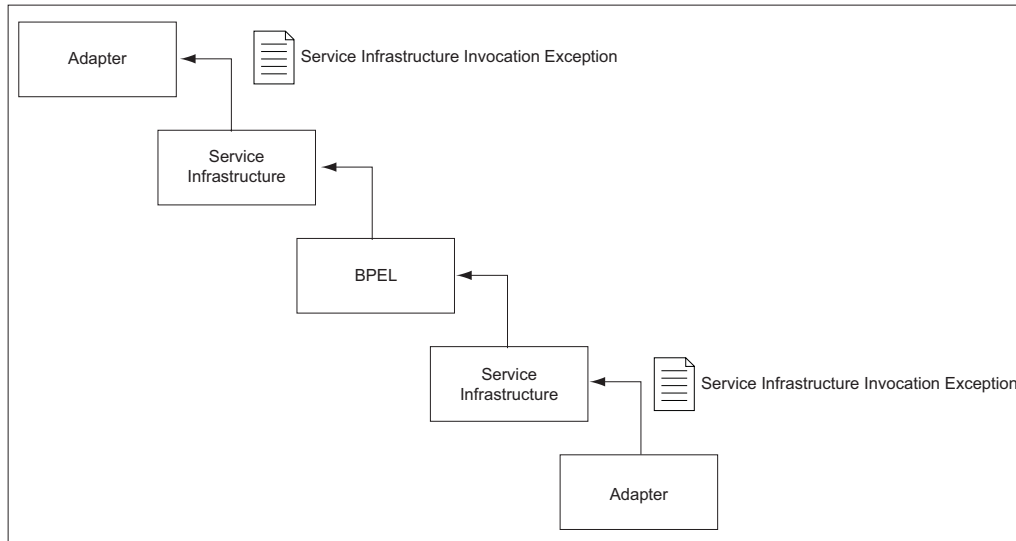 Adapter
Service Infrastructure Invocation Exception
Service
Infrastructure
BPEL
Service
Infrastructure
Service Infrastructure Invocation Exception
Adapter